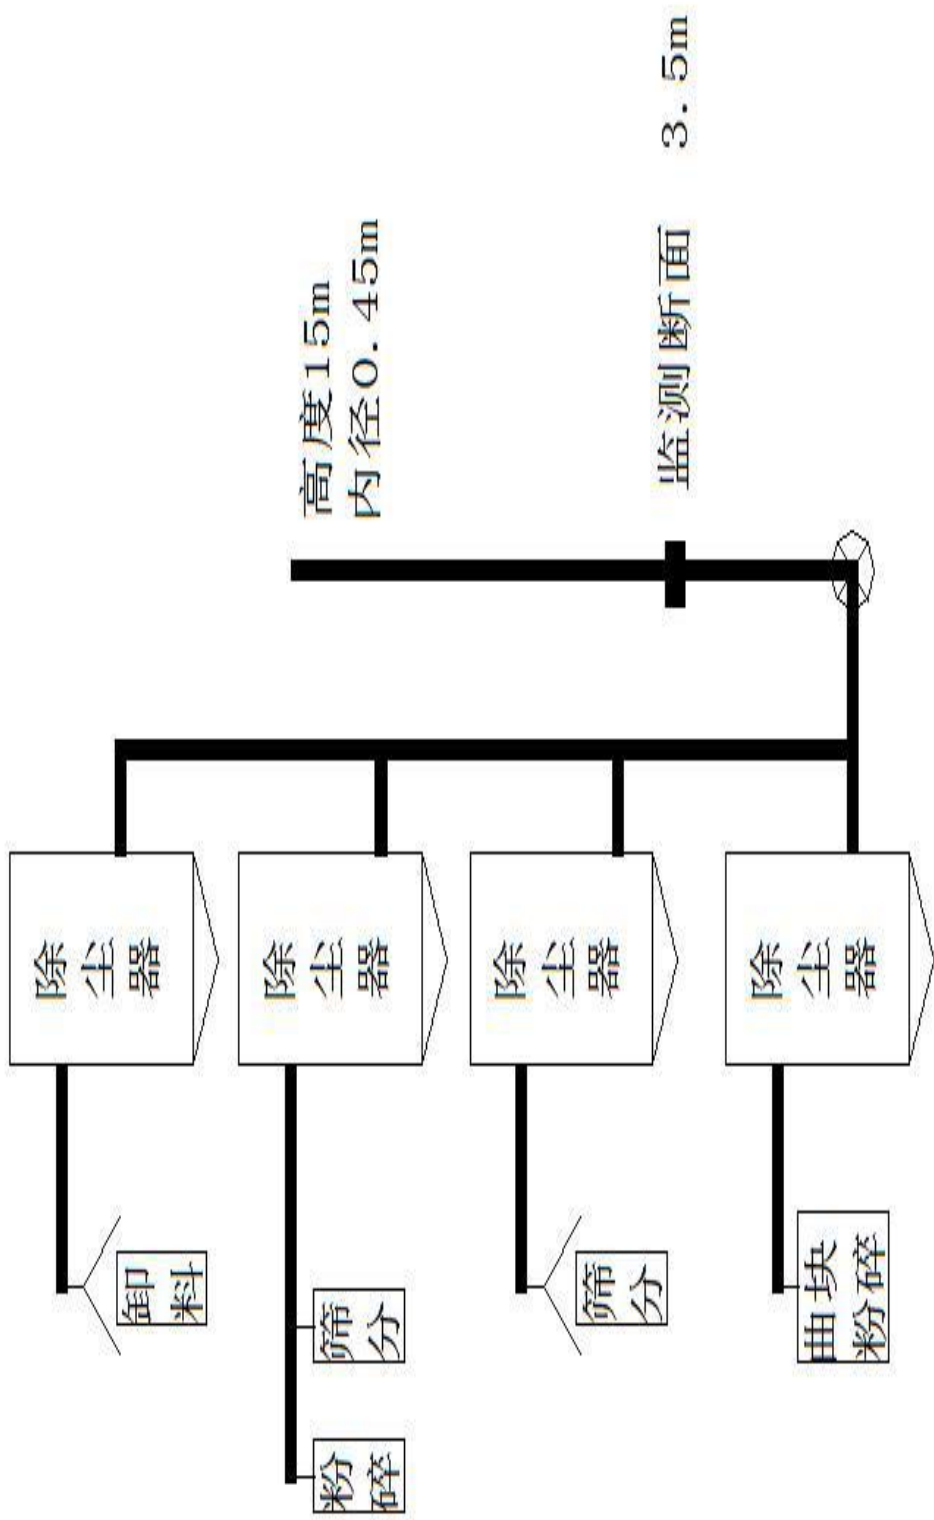 高度15m
内径0.45m
监测断面 3.5m
除
尘
器
除
尘
器
除
尘
器
除
尘
器
卸
料
粉
碎
筛
分
筛
分
曲块
粉碎